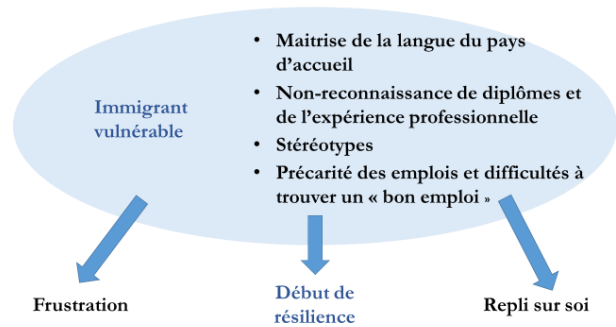 Immigrant
vulnérable
• Maitrise de la langue du pays
d'accueil
• Non-reconnaissance de diplômes et
de l'expérience professionnelle
• Stéréotypes
• Précarité des emplois et difficultés à
trouver un « bon emploi »
Frustration
Début de
résilience
Repli sur soi